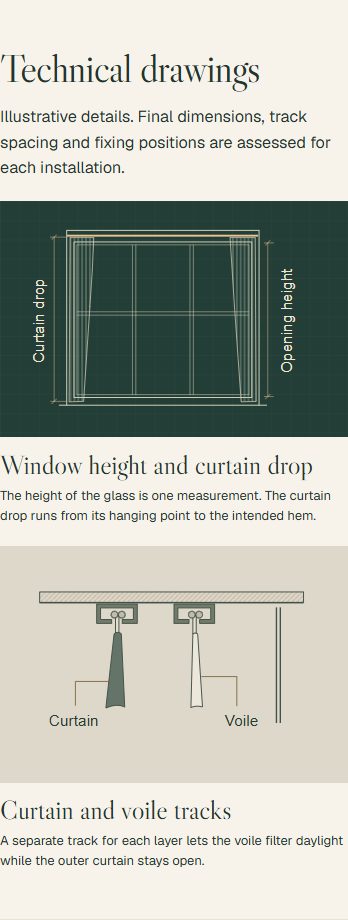 Technical drawings
Illustrative details. Final dimensions, track
spacing and fixing positions are assessed for
each installation.
Curtain drop
Opening height
Window height and curtain drop
The height of the glass is one measurement. The curtain
drop runs from its hanging point to the intended hem.
Curtain
Voile
Curtain and voile tracks
A separate track for each layer lets the voile filter daylight
while the outer curtain stays open.